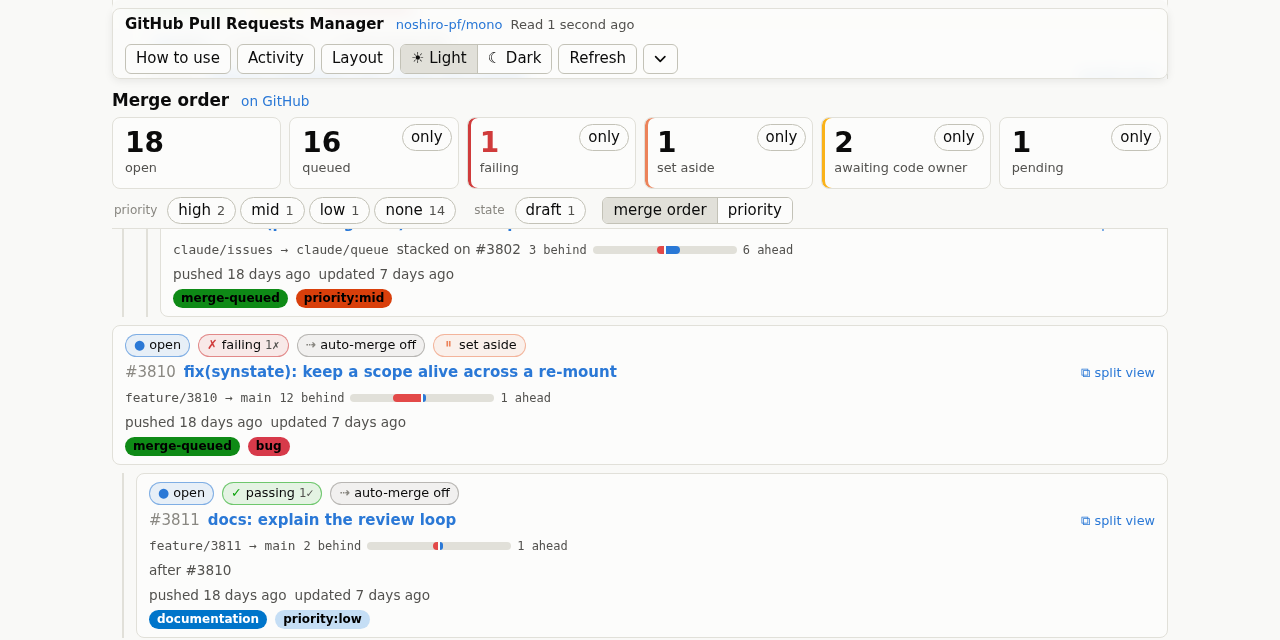 GitHub Pull Requests Manager noshiro-pf/mono Read 1 second ago
How to use Activity Layout ☀ Light ☾ Dark Refresh
Merge order on GitHub
18 16 only 1 only 1 only 2 only 1 only
open queued failing set aside awaiting code owner pending
priority high 2 mid 1 low 1 none 14 state draft 1 merge order priority
claude/issues → claude/queue stacked on #3802 3 behind 6 ahead
pushed 18 days ago updated 7 days ago
merge-queued priority:mid
● open ✗ failing 1✗ ⇢ auto-merge off ⏸ set aside
#3810 fix(synstate): keep a scope alive across a re-mount ⧉ split view
feature/3810 → main 12 behind 1 ahead
pushed 18 days ago updated 7 days ago
merge-queued bug
● open ✓ passing 1✓ ⇢ auto-merge off
#3811 docs: explain the review loop ⧉ split view
feature/3811 → main 2 behind 1 ahead
after #3810
pushed 18 days ago updated 7 days ago
documentation priority:low